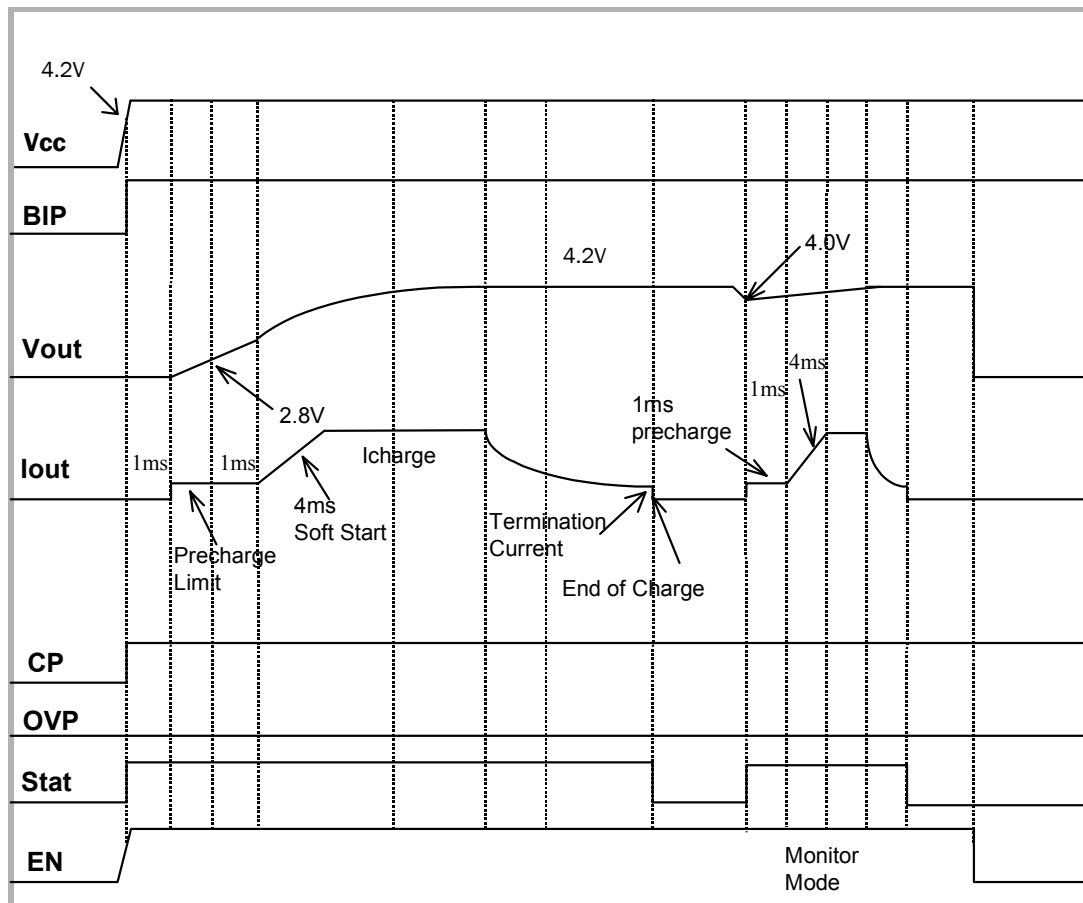 4.2V
Vcc
BIP
4.2V
4.0V
Vout
2.8V
4ms
1ms
1ms
precharge
Iout
1ms
1ms
Icharge
4ms
Soft Start
Precharge
Limit
Termination
Current
End of Charge
CP
OVP
Stat
EN
Monitor
Mode